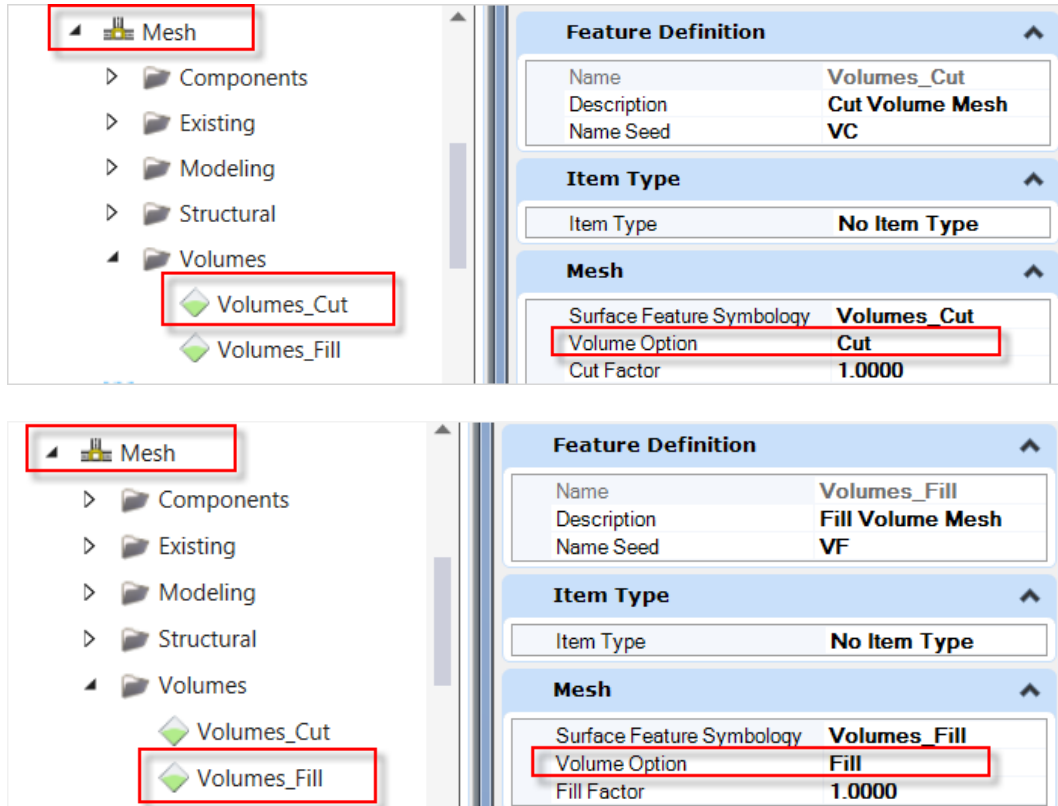 Mesh
Components
Existing
Modeling
Structural
Volumes
Volumes_Cut
Volumes_Fill
Feature Definition
Name Volumes_Cut
Description Cut Volume Mesh
Name Seed VC
Item Type
Item Type No Item Type
Mesh
Surface Feature Symbology Volumes_Cut
Volume Option Cut
Cut Factor 1.0000
Mesh
Components
Existing
Modeling
Structural
Volumes
Volumes_Cut
Volumes_Fill
Feature Definition
Name Volumes_Fill
Description Fill Volume Mesh
Name Seed VF
Item Type
Item Type No Item Type
Mesh
Surface Feature Symbology Volumes_Fill
Volume Option Fill
Fill Factor 1.0000